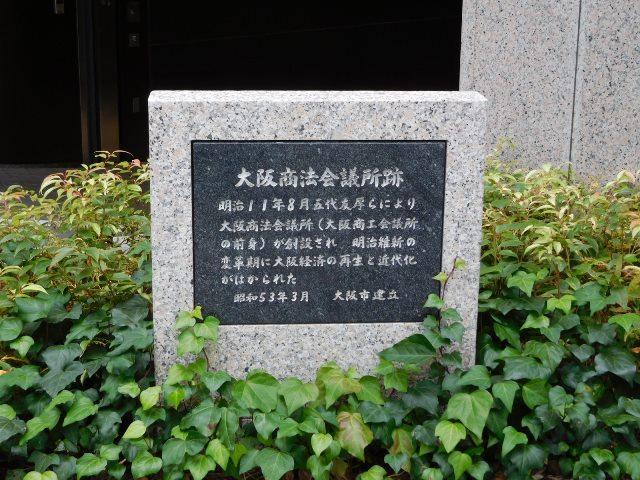 大阪商法会議所跡
明治11年8月五代友厚らにより
大阪商法会議所（大阪商工会議所
の前身）が創設され 明治維新の
変革期に大阪経済の再生と近代化
がはかられた
昭和53年3月 大阪市建立